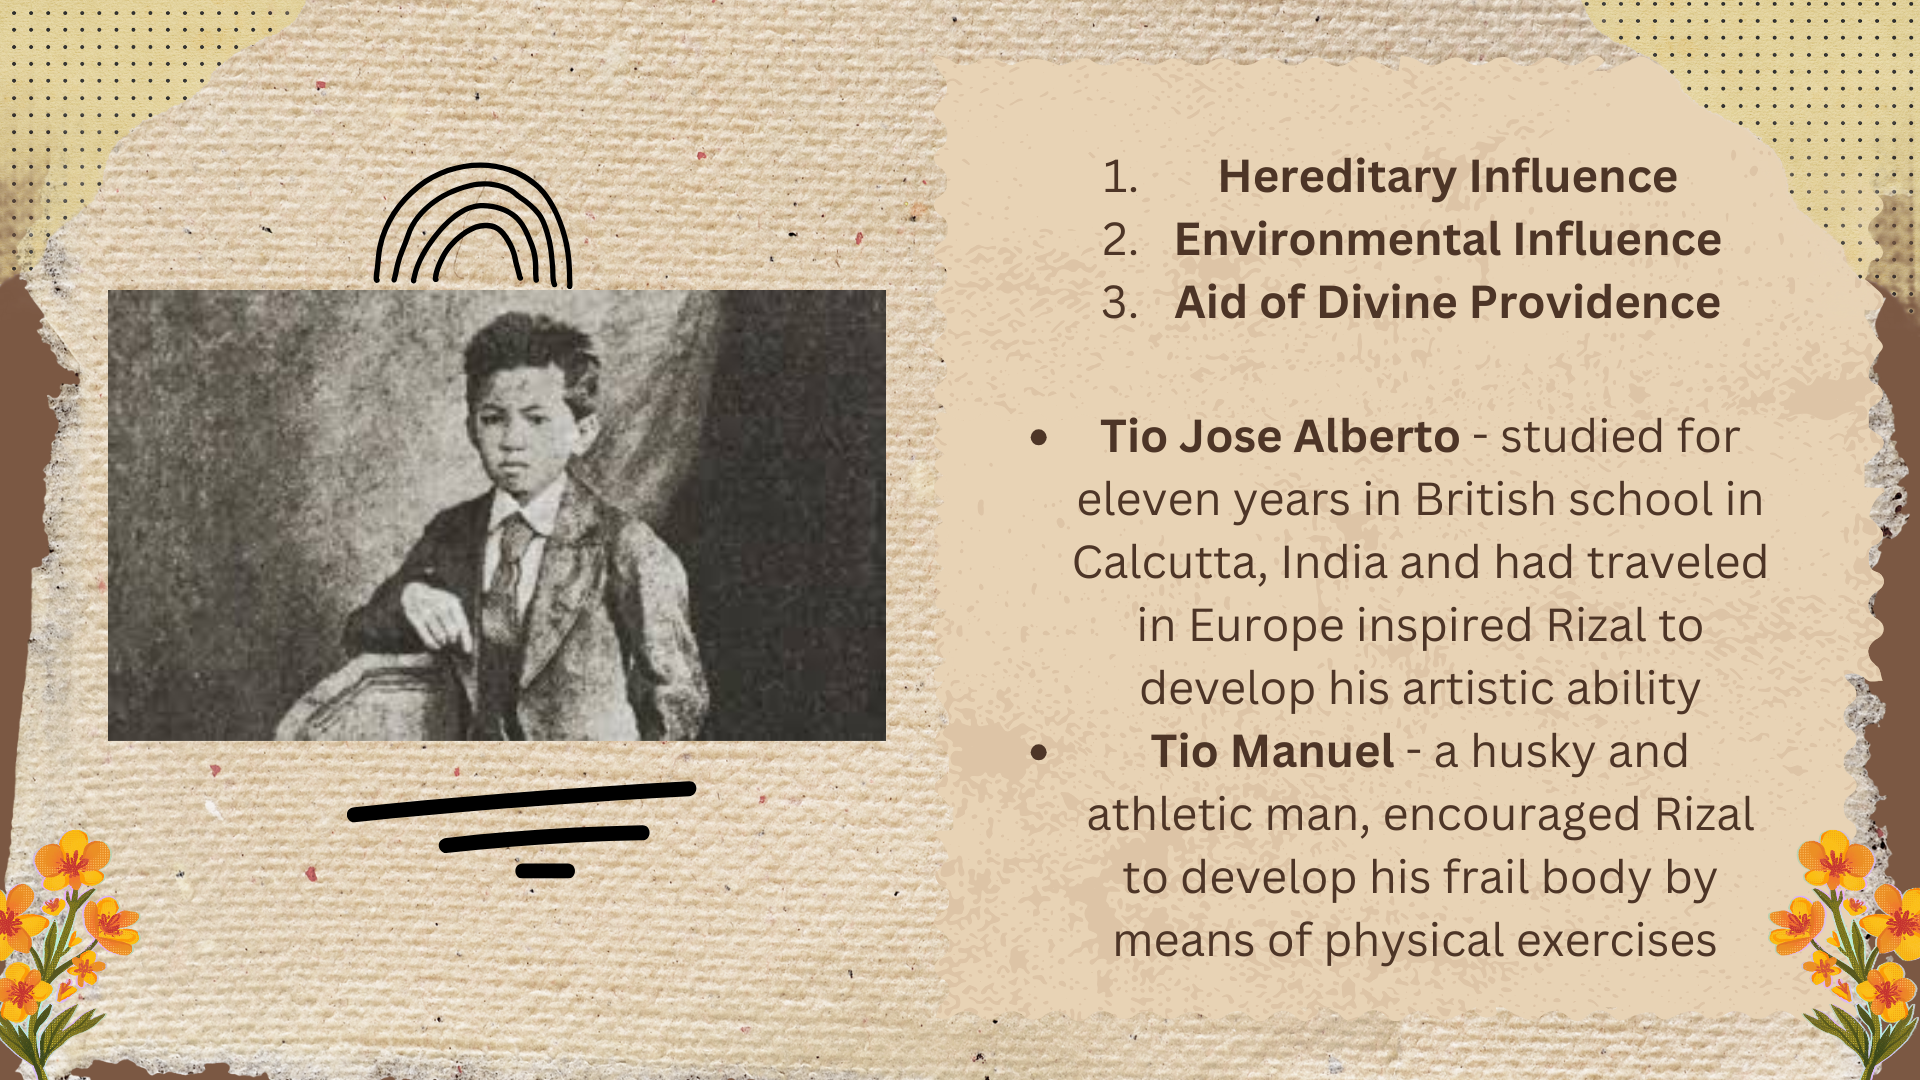 1. Hereditary Influence
2. Environmental Influence
3. Aid of Divine Providence
• Tio Jose Alberto - studied for
eleven years in British school in
Calcutta, India and had traveled
in Europe inspired Rizal to
develop his artistic ability
• Tio Manuel - a husky and
athletic man, encouraged Rizal
to develop his frail body by
means of physical exercises